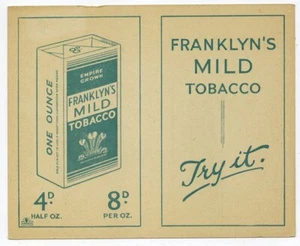 EMPIRE
GROWN
FRANKLYN'S
MILD
TOBACCO
ONE OUNCE
4D.
HALF OZ.
8D.
PER OZ.
FRANKLYN'S
MILD
TOBACCO
Try it.